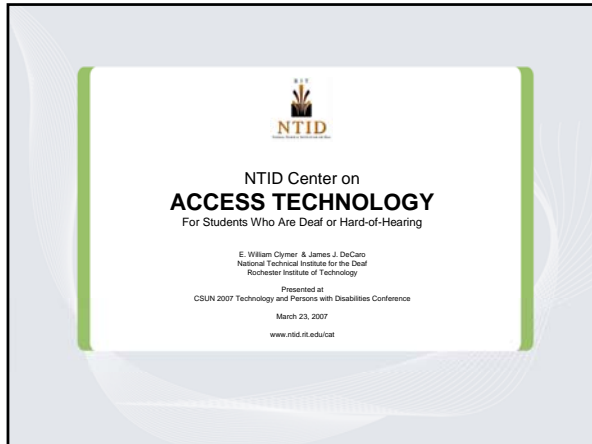 R·I·T
NTID
NTID Center on
ACCESS TECHNOLOGY
For Students Who Are Deaf or Hard-of-Hearing
E. William Clymer & James J. DeCaro
National Technical Institute for the Deaf
Rochester Institute of Technology
Presented at
CSUN 2007 Technology and Persons with Disabilities Conference
March 23, 2007
www.ntid.rit.edu/cat